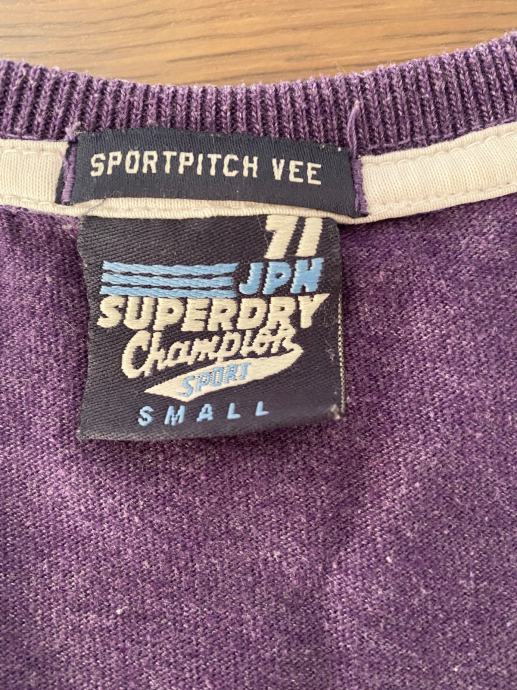 SPORTPITCH VEE
71
JPN
SUPERDRY
Champion
SPORT
SMALL